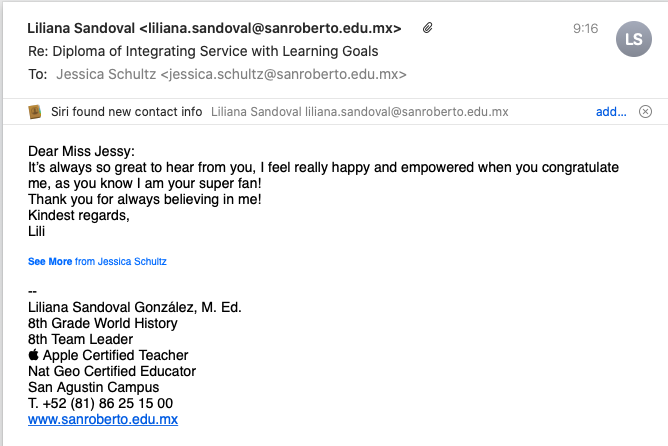 Liliana Sandoval <liliana.sandoval@sanroberto.edu.mx> 9:16 LS
Re: Diploma of Integrating Service with Learning Goals
To: Jessica Schultz <jessica.schultz@sanroberto.edu.mx>
Siri found new contact info Liliana Sandoval liliana.sandoval@sanroberto.edu.mx add...
Dear Miss Jessy:
It's always so great to hear from you, I feel really happy and empowered when you congratulate
me, as you know I am your super fan!
Thank you for always believing in me!
Kindest regards,
Lili
See More from Jessica Schultz
--
Liliana Sandoval González, M. Ed.
8th Grade World History
8th Team Leader
Apple Certified Teacher
Nat Geo Certified Educator
San Agustin Campus
T. +52 (81) 86 25 15 00
www.sanroberto.edu.mx